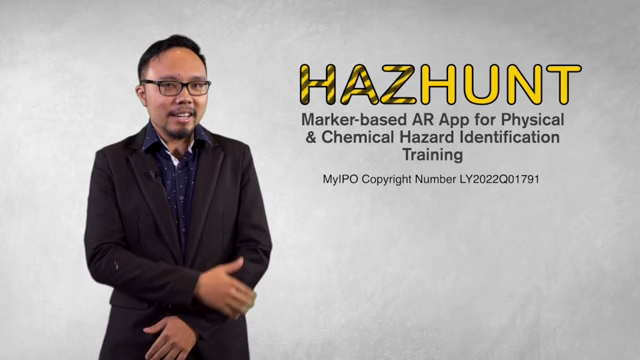 HAZHUNT
Marker-based AR App for Physical
& Chemical Hazard Identification
Training
MyIPO Copyright Number LY2022Q01791